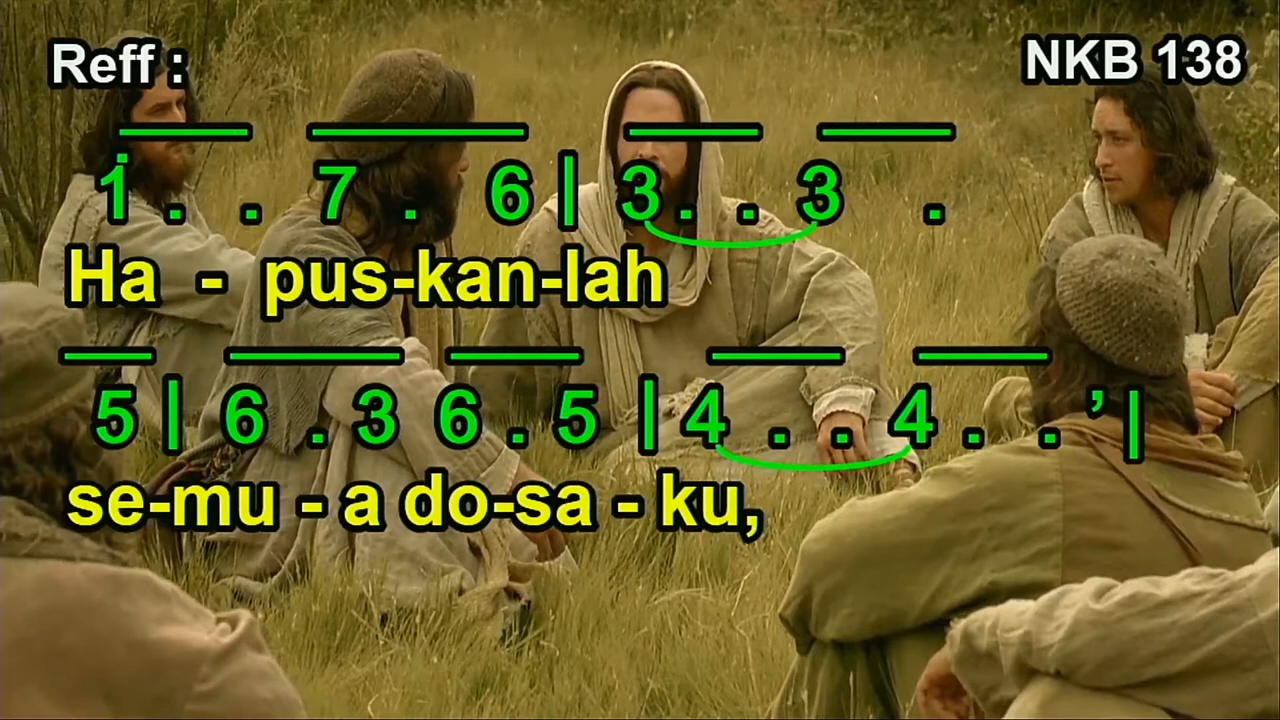 Reff : NKB 138
1̇ . . 7 . 6 | 3 . . 3 .
Ha - pus-kan-lah
5 | 6 . 3 6 . 5 | 4 . . 4 . . ’ |
se-mu - a do-sa - ku,